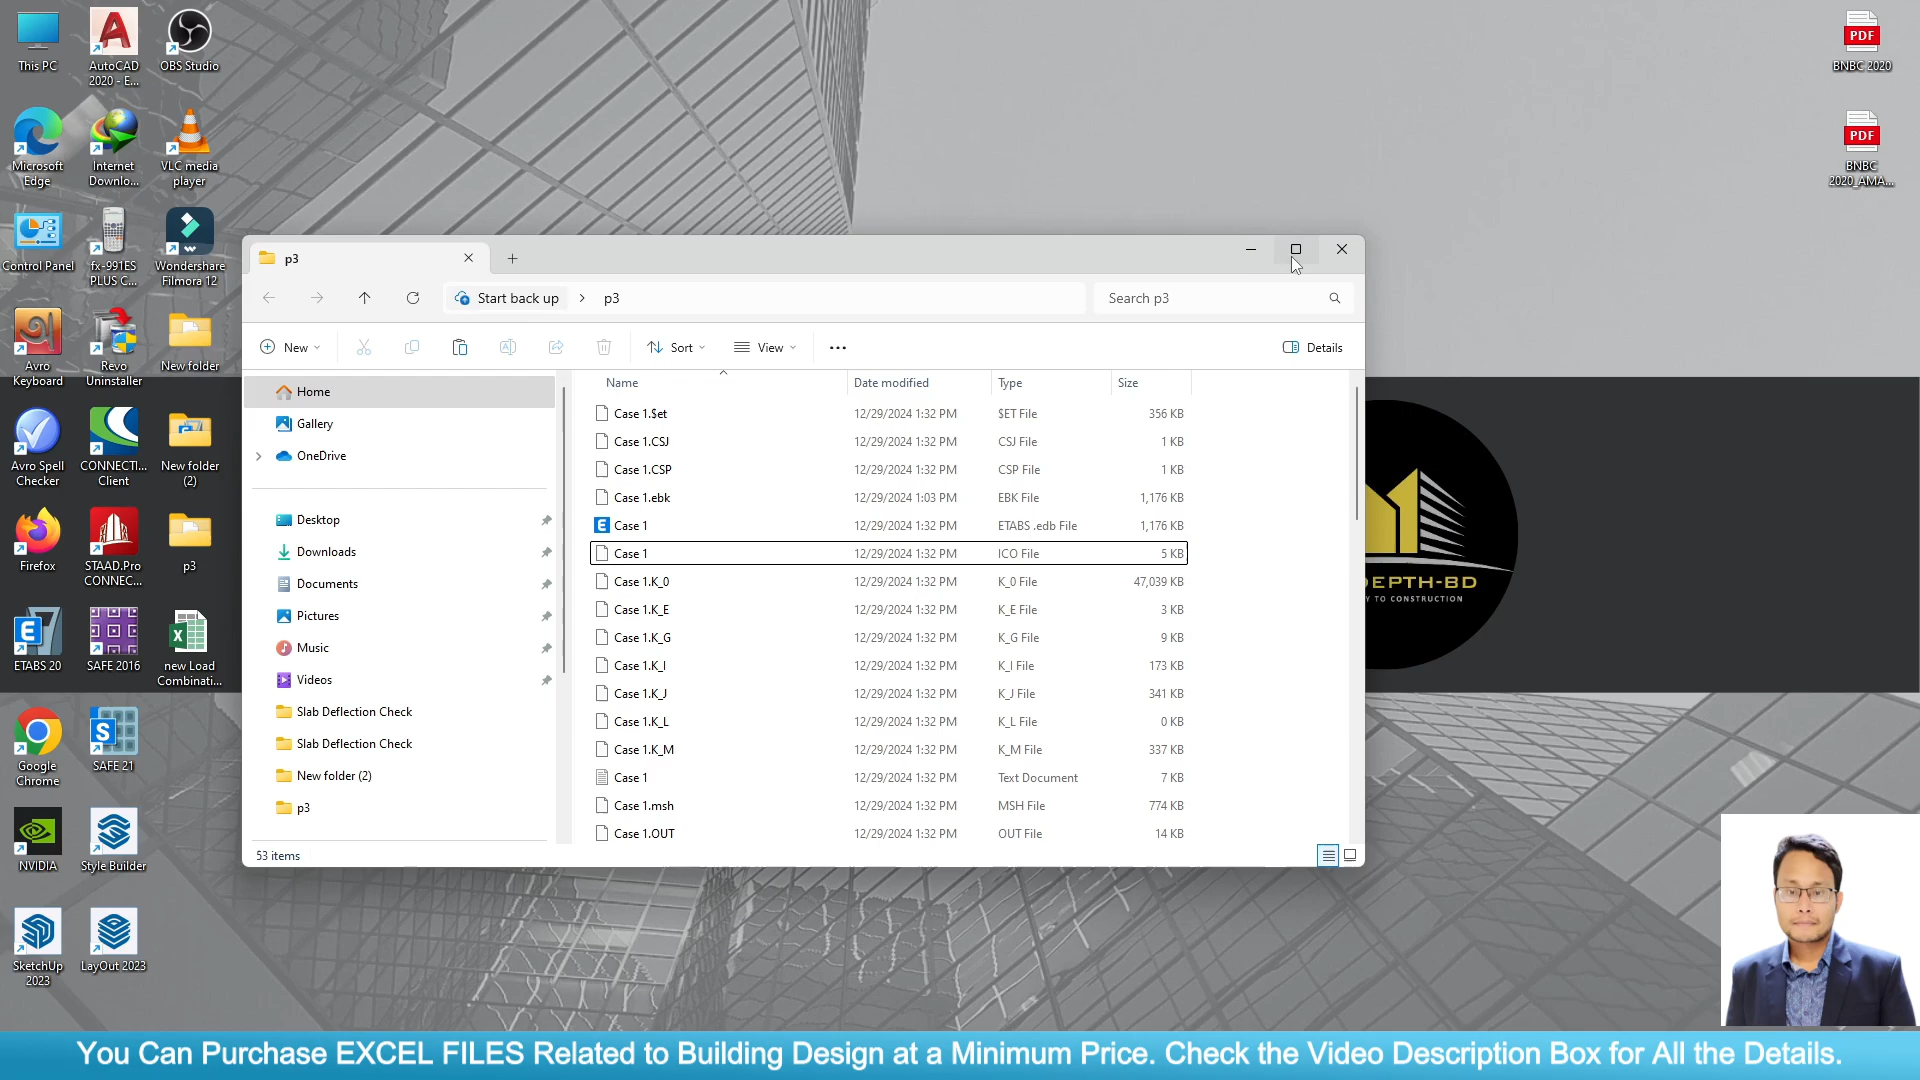 This PC
AutoCAD
2020 - E...
OBS Studio
Microsoft
Edge
Internet
Downlo...
VLC media
player
Control Panel
fx-991ES
PLUS C...
Wondershare
Filmora 12
Avro
Keyboard
Revo
Uninstaller
New folder
Avro Spell
Checker
CONNECTI...
Client
New folder
(2)
Firefox
STAAD.Pro
CONNEC...
p3
ETABS 20
SAFE 2016
new Load
Combinati...
Google
Chrome
SAFE 21
NVIDIA
Style Builder
SketchUp
2023
LayOut 2023
PDF
BNBC 2020
PDF
BNBC
2020_AMA...
p3
Start back up > p3
Search p3
New
Sort
View
Details
Home
Gallery
OneDrive
Desktop
Downloads
Documents
Pictures
Music
Videos
Slab Deflection Check
Slab Deflection Check
New folder (2)
p3
Name Date modified Type Size
Case 1.$et 12/29/2024 1:32 PM $ET File 356 KB
Case 1.CSJ 12/29/2024 1:32 PM CSJ File 1 KB
Case 1.CSP 12/29/2024 1:32 PM CSP File 1 KB
Case 1.ebk 12/29/2024 1:03 PM EBK File 1,176 KB
Case 1 12/29/2024 1:32 PM ETABS .edb File 1,176 KB
Case 1 12/29/2024 1:32 PM ICO File 5 KB
Case 1.K_0 12/29/2024 1:32 PM K_0 File 47,039 KB
Case 1.K_E 12/29/2024 1:32 PM K_E File 3 KB
Case 1.K_G 12/29/2024 1:32 PM K_G File 9 KB
Case 1.K_I 12/29/2024 1:32 PM K_I File 173 KB
Case 1.K_J 12/29/2024 1:32 PM K_J File 341 KB
Case 1.K_L 12/29/2024 1:32 PM K_L File 0 KB
Case 1.K_M 12/29/2024 1:32 PM K_M File 337 KB
Case 1 12/29/2024 1:32 PM Text Document 7 KB
Case 1.msh 12/29/2024 1:32 PM MSH File 774 KB
Case 1.OUT 12/29/2024 1:32 PM OUT File 14 KB
53 items
DEPTH-BD
Y TO CONSTRUCTION
You Can Purchase EXCEL FILES Related to Building Design at a Minimum Price. Check the Video Description Box for All the Details.